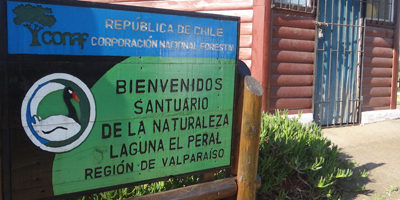 CONAF
REPÚBLICA DE CHILE
CORPORACIÓN NACIONAL FORESTAL
BIENVENIDOS
SANTUARIO
DE LA NATURALEZA
LAGUNA EL PERAL
REGIÓN DE VALPARAÍSO